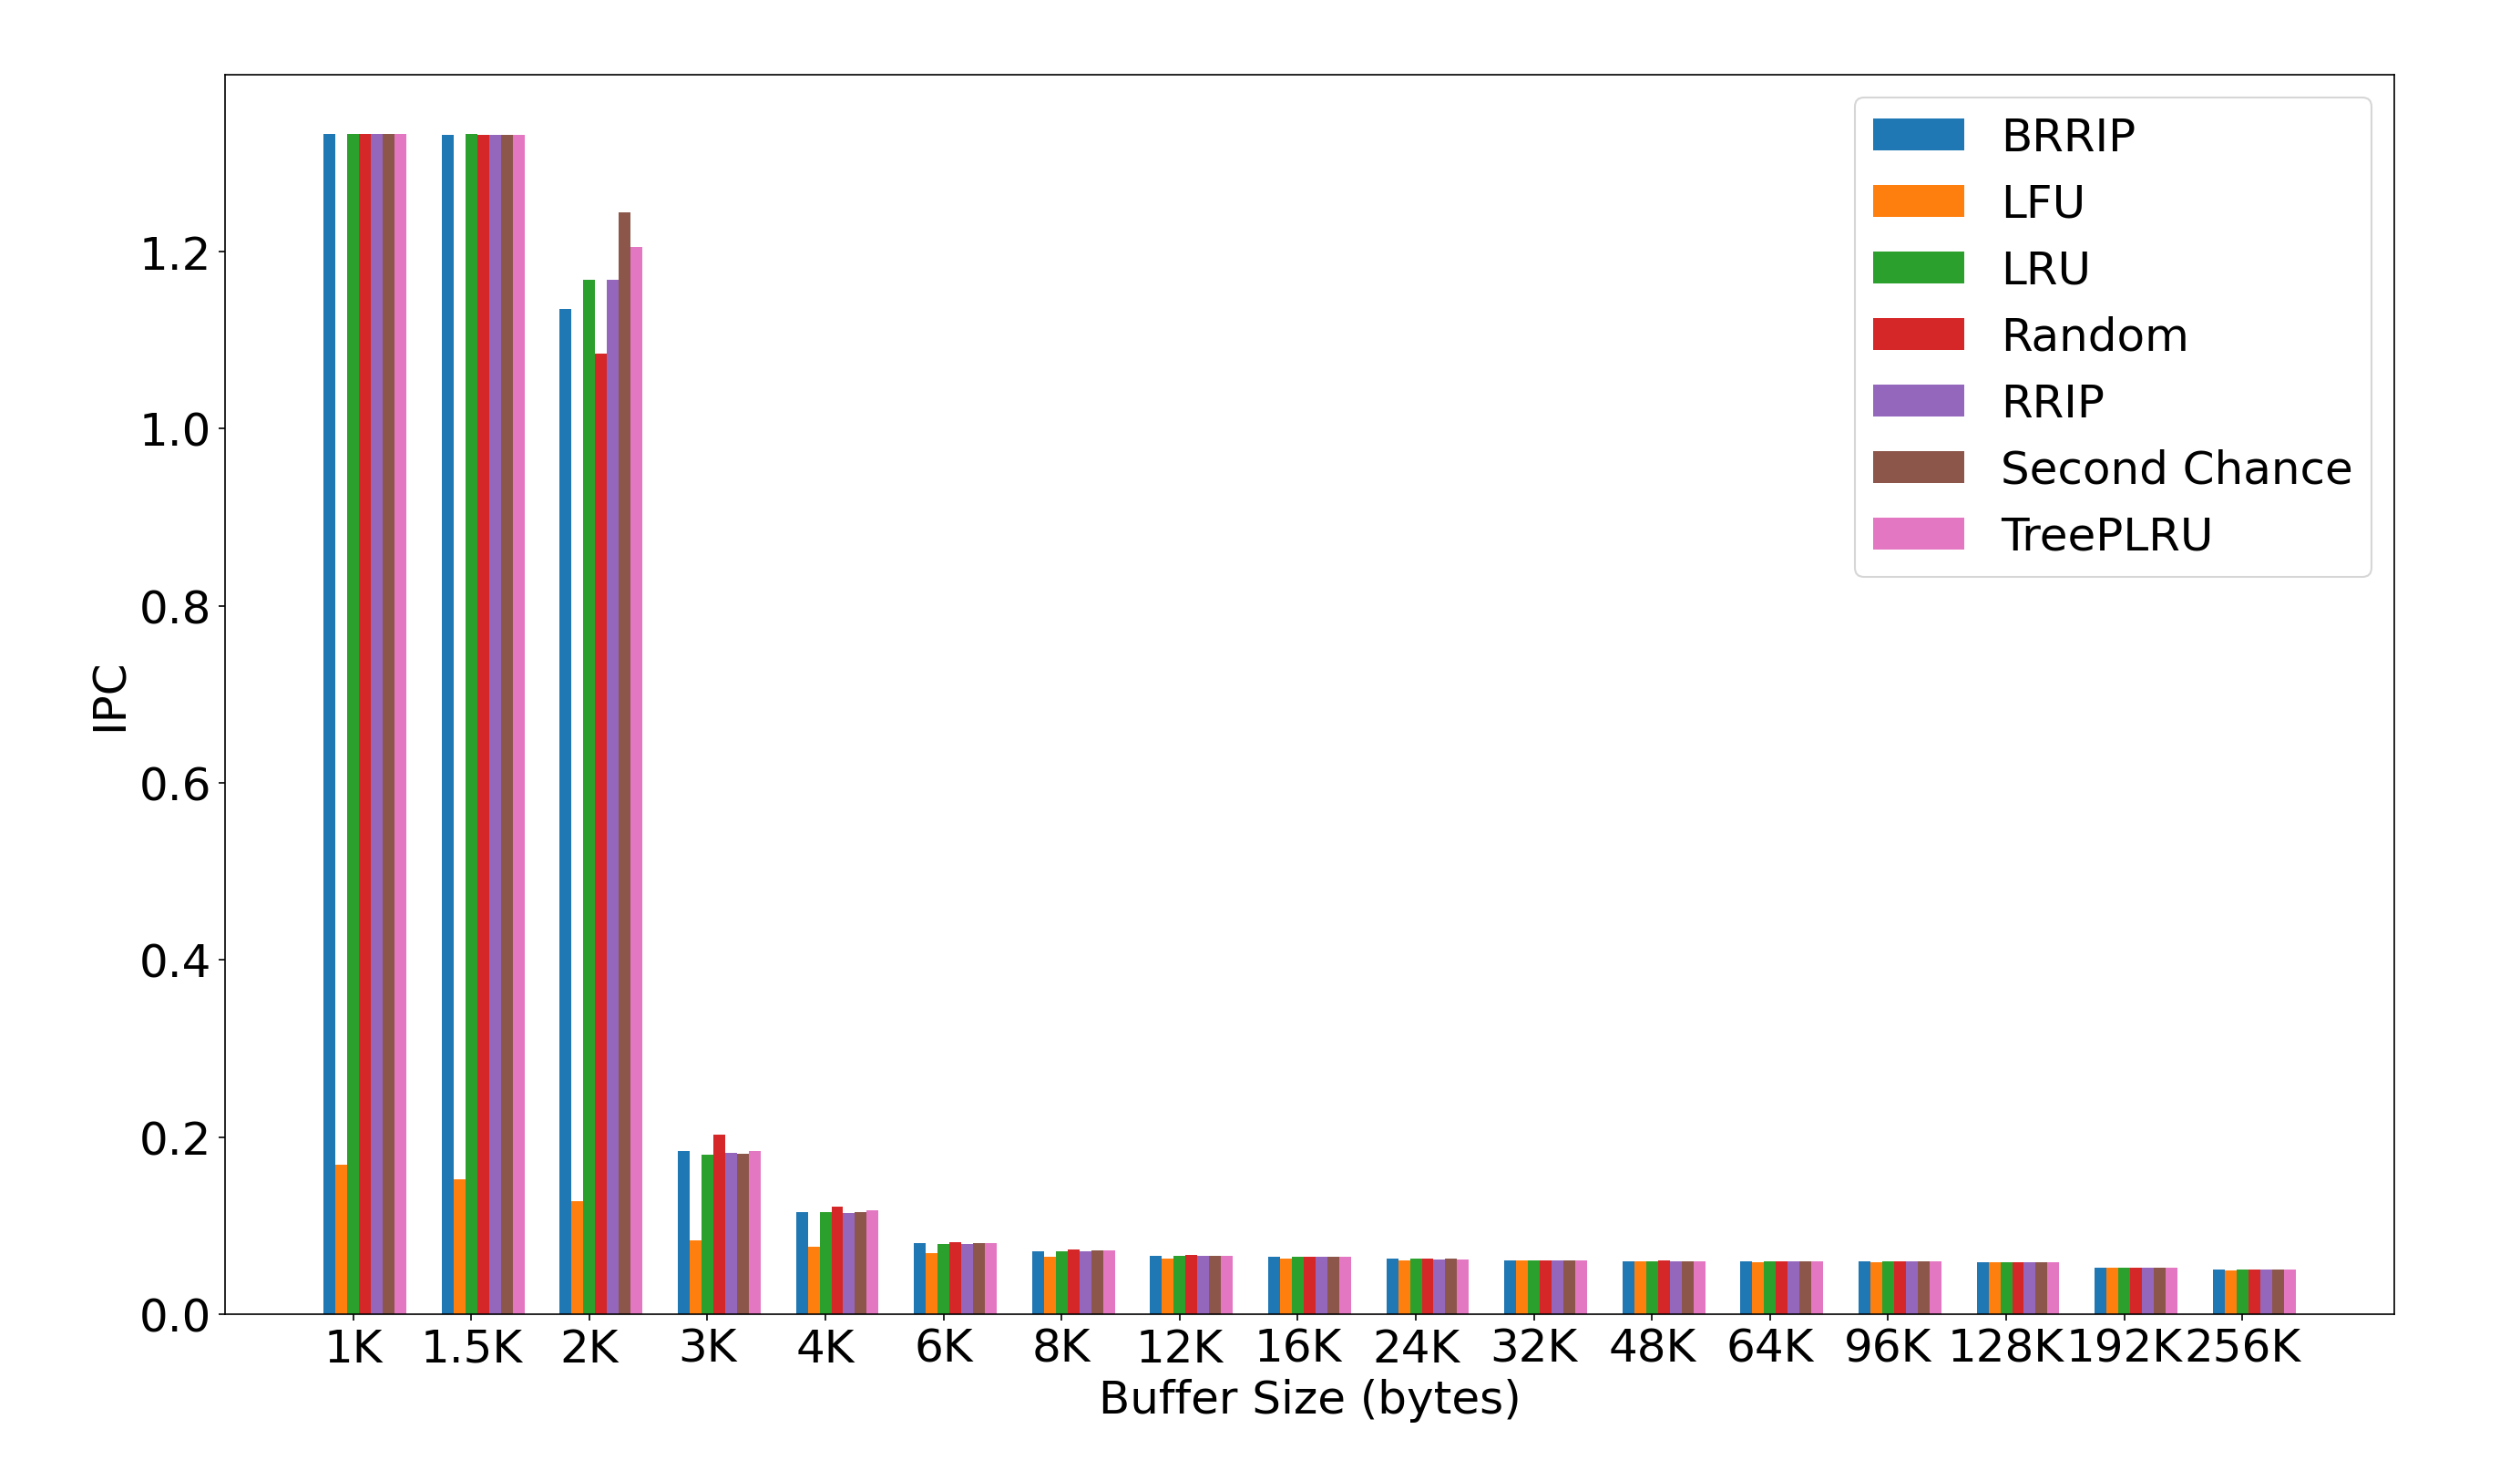 BRRIP
LFU
LRU
Random
RRIP
Second Chance
TreePLRU
1.2
1.0
0.8
0.6
0.4
0.2
0.0
IPC
1K 1.5K 2K 3K 4K 6K 8K 12K 16K 24K 32K 48K 64K 96K 128K 192K 256K
Buffer Size (bytes)